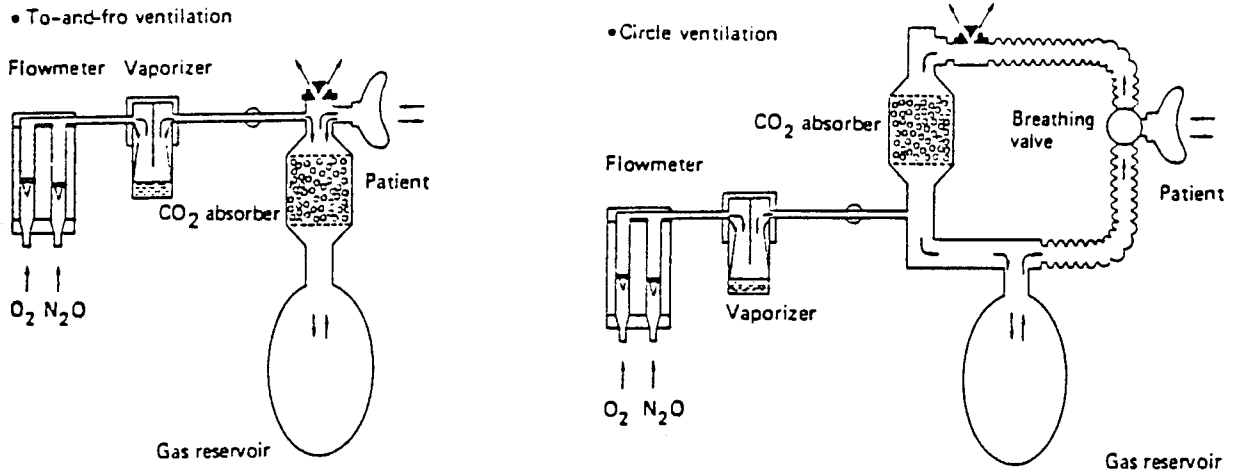 • To-and-fro ventilation
Flowmeter Vaporizer
CO2 absorber
Patient
O2 N2O
Gas reservoir
• Circle ventilation
CO2 absorber
Breathing
valve
Flowmeter
Patient
Vaporizer
O2 N2O
Gas reservoir